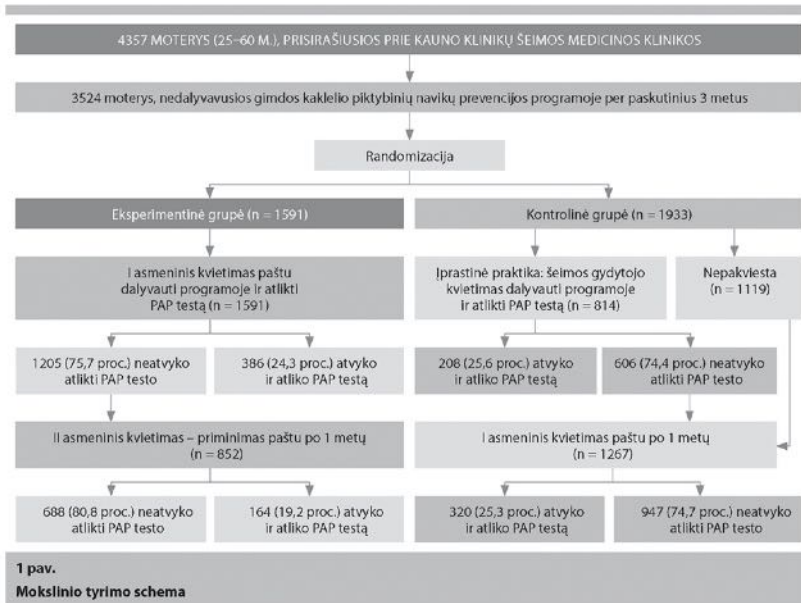 4357 MOTERYS (25–60 M.), PRISIRAŠIUSIOS PRIE KAUNO KLINIKŲ ŠEIMOS MEDICINOS KLINIKOS
3524 moterys, nedalyvavusios gimdos kaklelio piktybinių navikų prevencijos programoje per paskutinius 3 metus
Randomizacija
Eksperimentinė grupė (n = 1591)
Kontrolinė grupė (n = 1933)
I asmeninis kvietimas paštu
dalyvauti programoje ir atlikti
PAP testą (n = 1591)
Įprastinė praktika: šeimos gydytojo
kvietimas dalyvauti programoje
ir atlikti PAP testą (n = 814)
Nepakviesta
(n = 1119)
1205 (75,7 proc.) neatvyko
atlikti PAP testo
386 (24,3 proc.) atvyko
ir atliko PAP testą
208 (25,6 proc.) atvyko
ir atliko PAP testą
606 (74,4 proc.) neatvyko
atlikti PAP testo
II asmeninis kvietimas – priminimas paštu po 1 metų
(n = 852)
I asmeninis kvietimas paštu po 1 metų
(n = 1267)
688 (80,8 proc.) neatvyko
atlikti PAP testo
164 (19,2 proc.) atvyko
ir atliko PAP testą
320 (25,3 proc.) atvyko
ir atliko PAP testą
947 (74,7 proc.) neatvyko
atlikti PAP testo
1 pav.
Mokslinio tyrimo schema